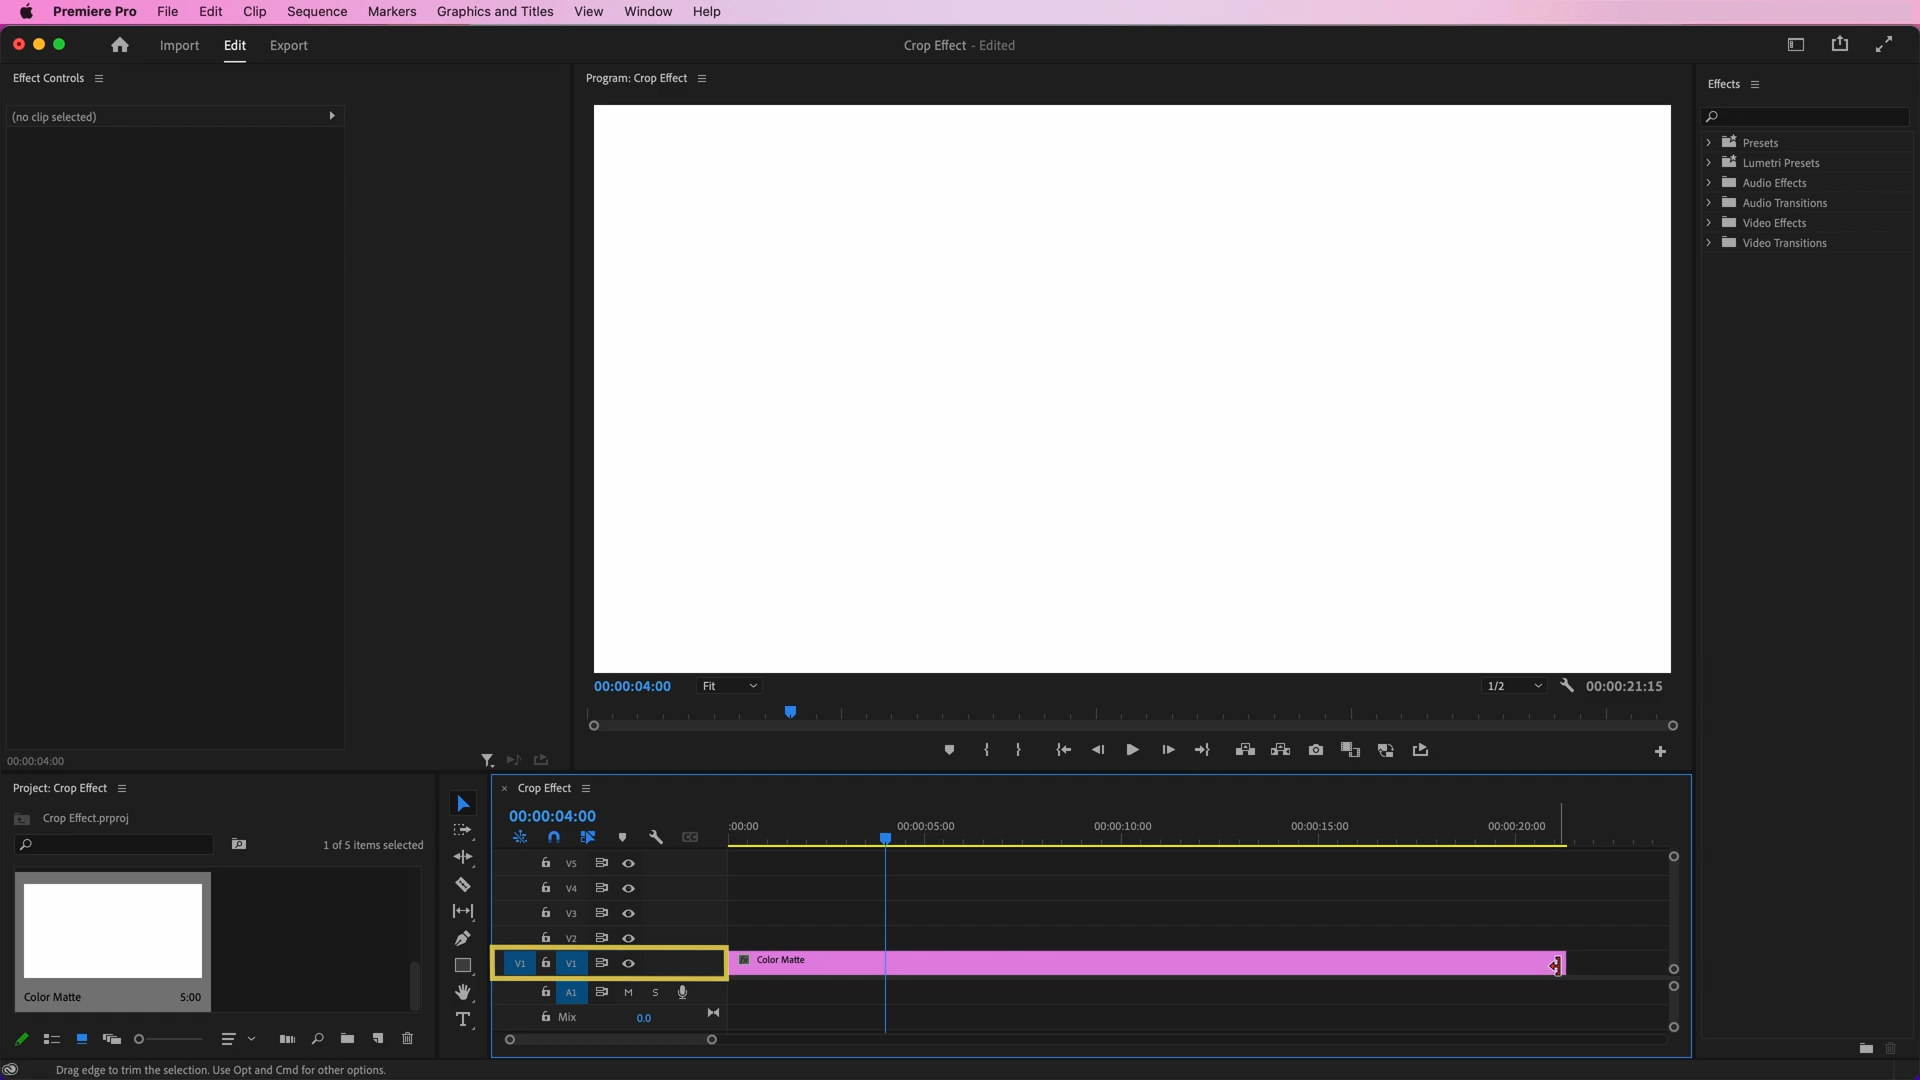 Premiere Pro File Edit Clip Sequence Markers Graphics and Titles View Window Help
Import Edit Export
Crop Effect - Edited
Effect Controls
(no clip selected)
00:00:04:00
Program: Crop Effect
00:00:04:00 Fit 1/2 00:00:21:15
Effects
Presets
Lumetri Presets
Audio Effects
Audio Transitions
Video Effects
Video Transitions
Project: Crop Effect
Crop Effect.prproj
1 of 5 items selected
Color Matte 5:00
T
× Crop Effect
00:00:04:00
CC
:00:00 00:00:05:00 00:00:10:00 00:00:15:00 00:00:20:00
V5
V4
V3
V2
V1 V1 fx Color Matte
A1 M S
Mix 0.0
Drag edge to trim the selection. Use Opt and Cmd for other options.